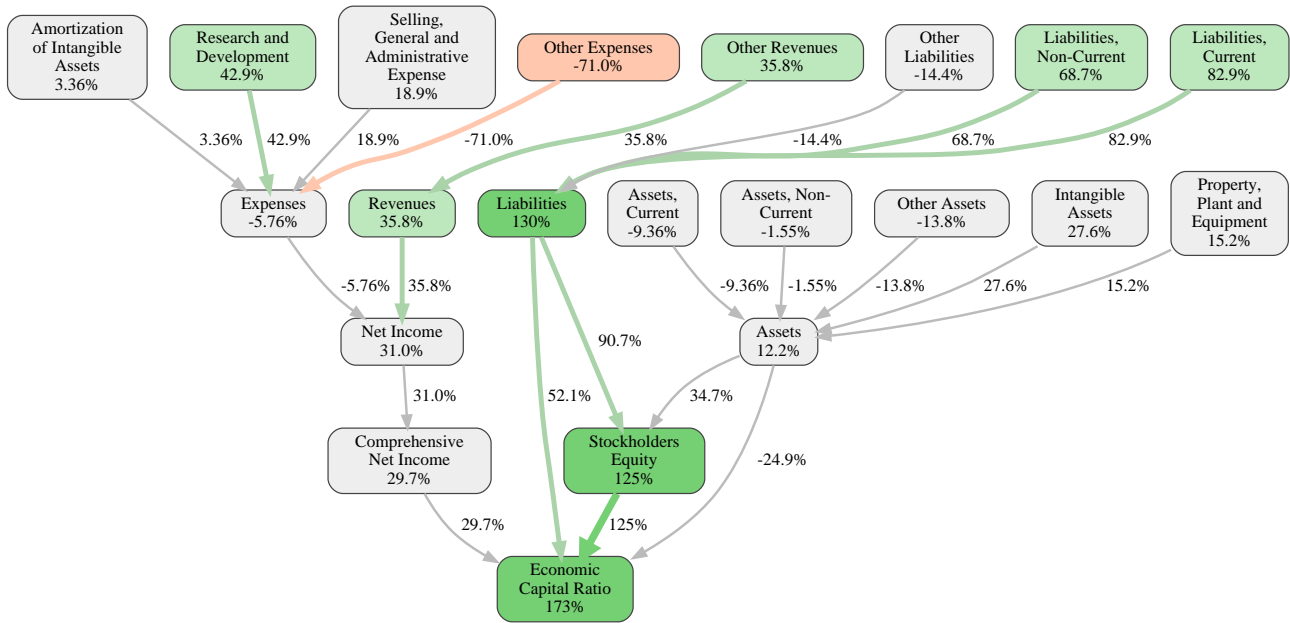 Amortization
of Intangible
Assets
3.36%
Research and
Development
42.9%
Selling,
General and
Administrative
Expense
18.9%
Other Expenses
-71.0%
Other Revenues
35.8%
Other
Liabilities
-14.4%
Liabilities,
Non-Current
68.7%
Liabilities,
Current
82.9%
3.36%
42.9%
18.9%
-71.0%
35.8%
-14.4%
68.7%
82.9%
Expenses
-5.76%
Revenues
35.8%
Liabilities
130%
Assets,
Current
-9.36%
Assets, Non-
Current
-1.55%
Other Assets
-13.8%
Intangible
Assets
27.6%
Property,
Plant and
Equipment
15.2%
-5.76%
35.8%
-9.36%
-1.55%
-13.8%
27.6%
15.2%
Net Income
31.0%
90.7%
Assets
12.2%
31.0%
52.1%
34.7%
Comprehensive
Net Income
29.7%
Stockholders
Equity
125%
-24.9%
29.7%
125%
Economic
Capital Ratio
173%